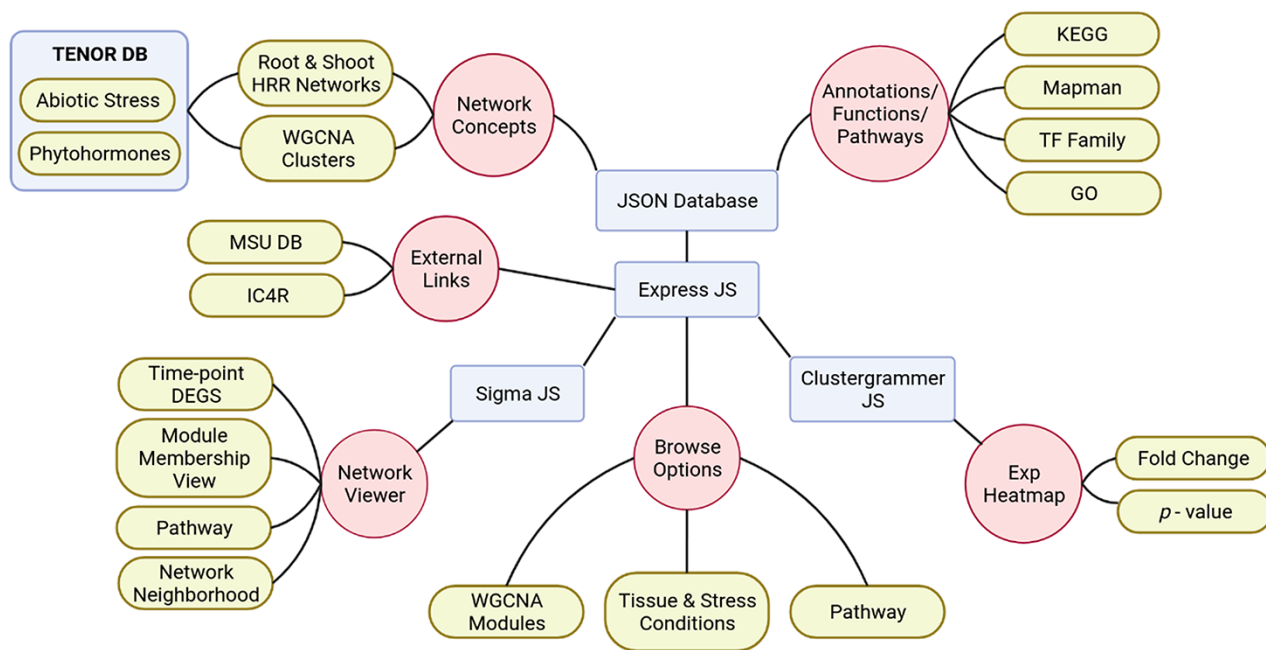 TENOR DB
Abiotic Stress
Phytohormones
Root & Shoot
HRR Networks
WGCNA
Clusters
Network
Concepts
Annotations/
Functions/
Pathways
KEGG
Mapman
TF Family
GO
JSON Database
MSU DB
IC4R
External
Links
Express JS
Time-point
DEGS
Module
Membership
View
Pathway
Network
Neighborhood
Network
Viewer
Sigma JS
Browse
Options
WGCNA
Modules
Tissue & Stress
Conditions
Pathway
Clustergrammer
JS
Exp
Heatmap
Fold Change
p - value